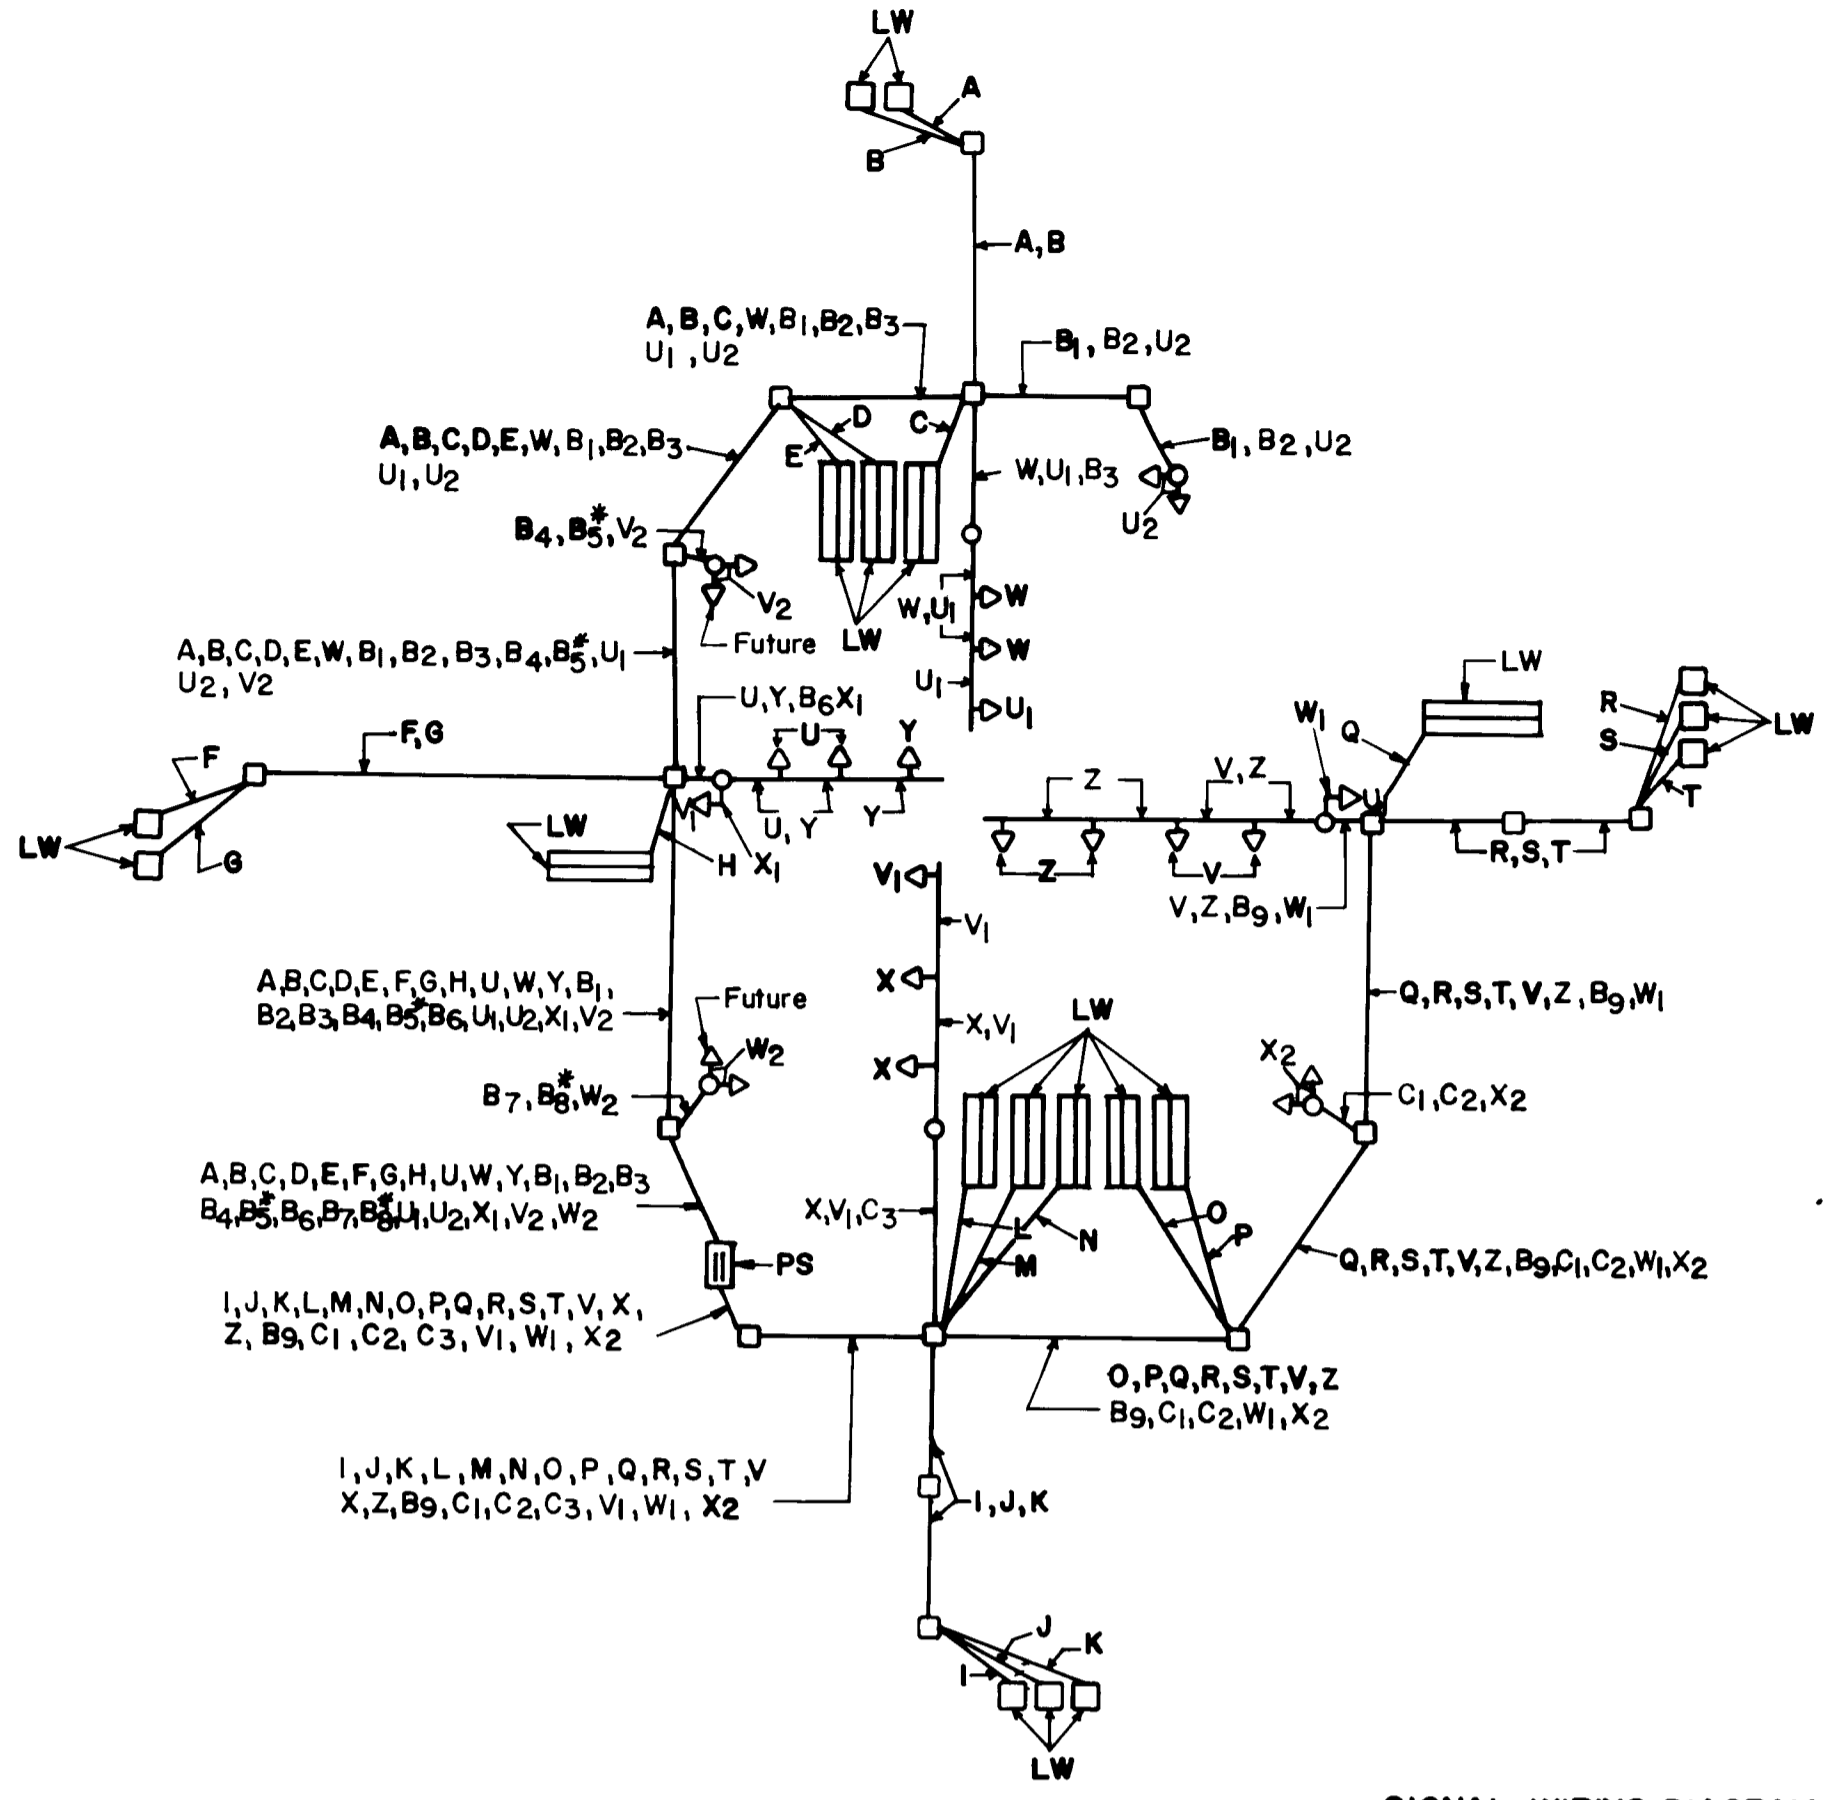 LW
A
B
A,B
A,B,C,W,B1,B2,B3
U1,U2
B1,B2,U2
D
C
E
A,B,C,D,E,W,B1,B2,B3
U1,U2
B1,B2,U2
W,U1,B3
U2
B4,B5*,V2
V2
Future
LW
W,U1
W
W
U1
U1
A,B,C,D,E,W,B1,B2,B3,B4,B5*,U1
U2,V2
U,Y,B6X1
U
Y
F,G
F
LW
G
LW
H
X1
U,Y
Y
LW
W1
Q
R
S
T
LW
Z
V,Z
U
Z
V
R,S,T
V,Z,B9,W1
V1
V1
X
X,V1
X
LW
Q,R,S,T,V,Z,B9,W1
A,B,C,D,E,F,G,H,U,W,Y,B1,
B2,B3,B4,B5*,B6,U1,U2,X1,V2
Future
W2
B7,B8*,W2
X2
C1,C2,X2
A,B,C,D,E,F,G,H,U,W,Y,B1,B2,B3
B4,B5*,B6,B7,B8*,U1,U2,X1,V2,W2
X,V1,C3
L
N
M
O
P
PS
Q,R,S,T,V,Z,B9,C1,C2,W1,X2
I,J,K,L,M,N,O,P,Q,R,S,T,V,X,
Z,B9,C1,C2,C3,V1,W1,X2
O,P,Q,R,S,T,V,Z
B9,C1,C2,W1,X2
I,J,K,L,M,N,O,P,Q,R,S,T,V
X,Z,B9,C1,C2,C3,V1,W1,X2
I,J,K
J
K
I
LW